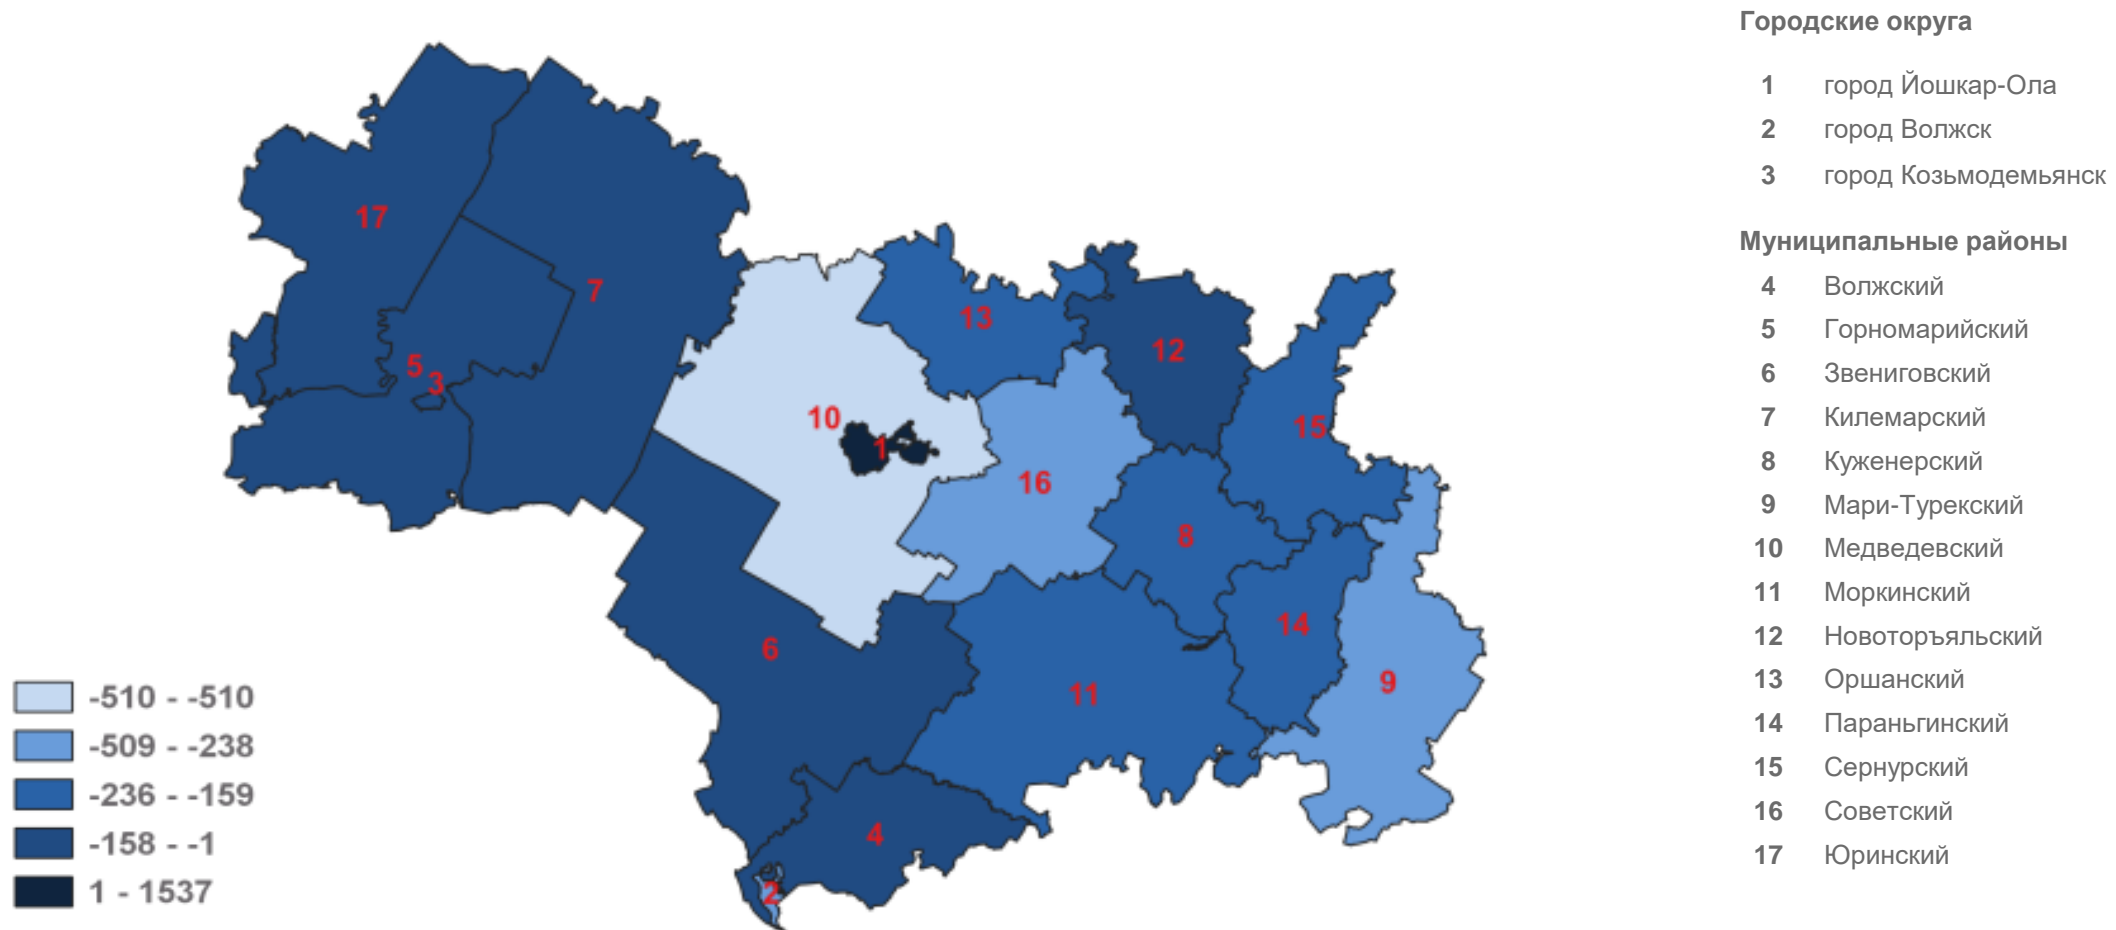 Городские округа
1 город Йошкар-Ола
2 город Волжск
3 город Козьмодемьянск
Муниципальные районы
4 Волжский
5 Горномарийский
6 Звениговский
7 Килемарский
8 Куженерский
9 Мари-Турекский
10 Медведевский
11 Моркинский
12 Новоторъяльский
13 Оршанский
14 Параньгинский
15 Сернурский
16 Советский
17 Юринский
17
7
13
12
5
3
10
1
15
16
8
14
6
11
9
4
2
-510 - -510
-509 - -238
-236 - -159
-158 - -1
1 - 1537